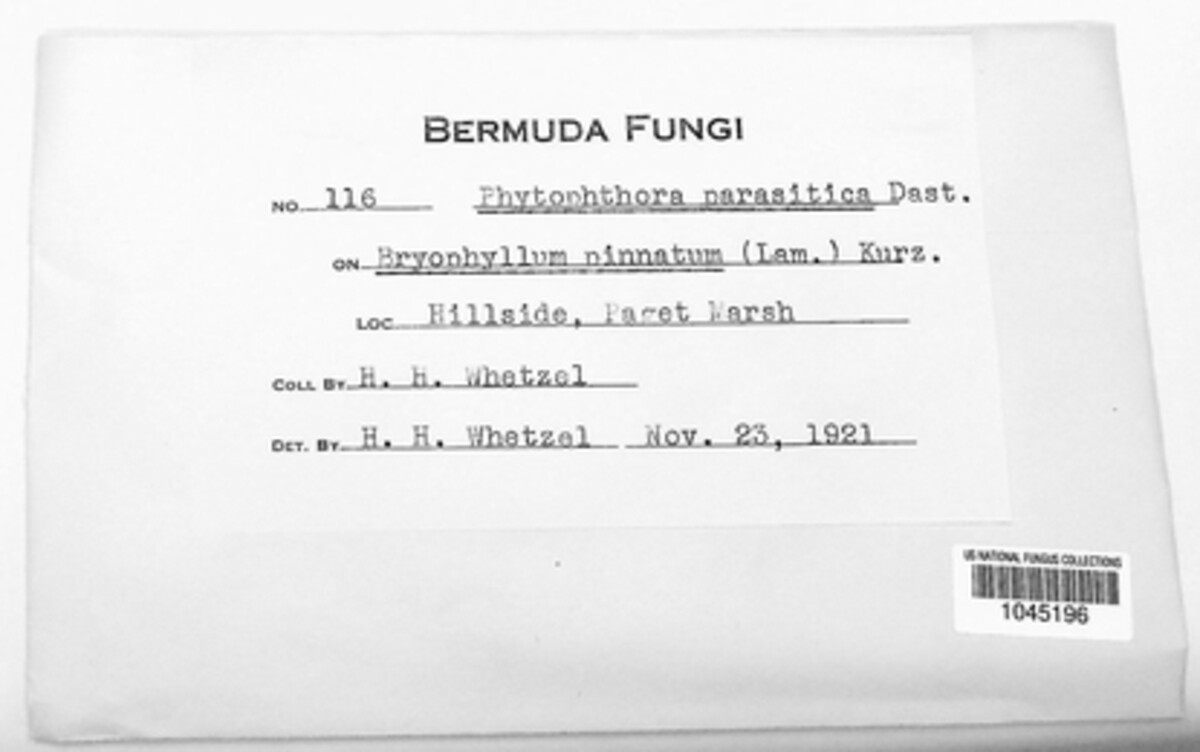 BERMUDA FUNGI
NO. 116 Phytophthora parasitica Dast.
ON Bryophyllum pinnatum (Lam.) Kurz.
LOC Hillside, Paget Marsh
COLL BY H. H. Whetzel
DET. BY H. H. Whetzel Nov. 23, 1921
US NATIONAL FUNGUS COLLECTIONS
1045196